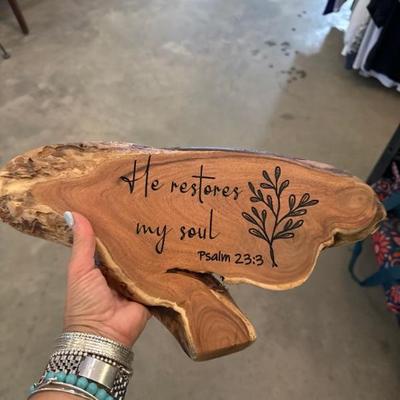 He restores
my soul
Psalm 23:3